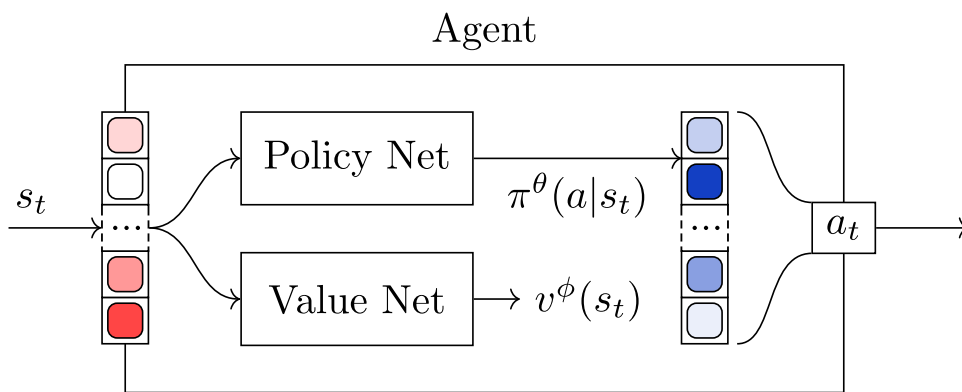 Agent
Policy Net
s_t
π^θ(a|s_t)
...
...
a_t
Value Net
v^ϕ(s_t)